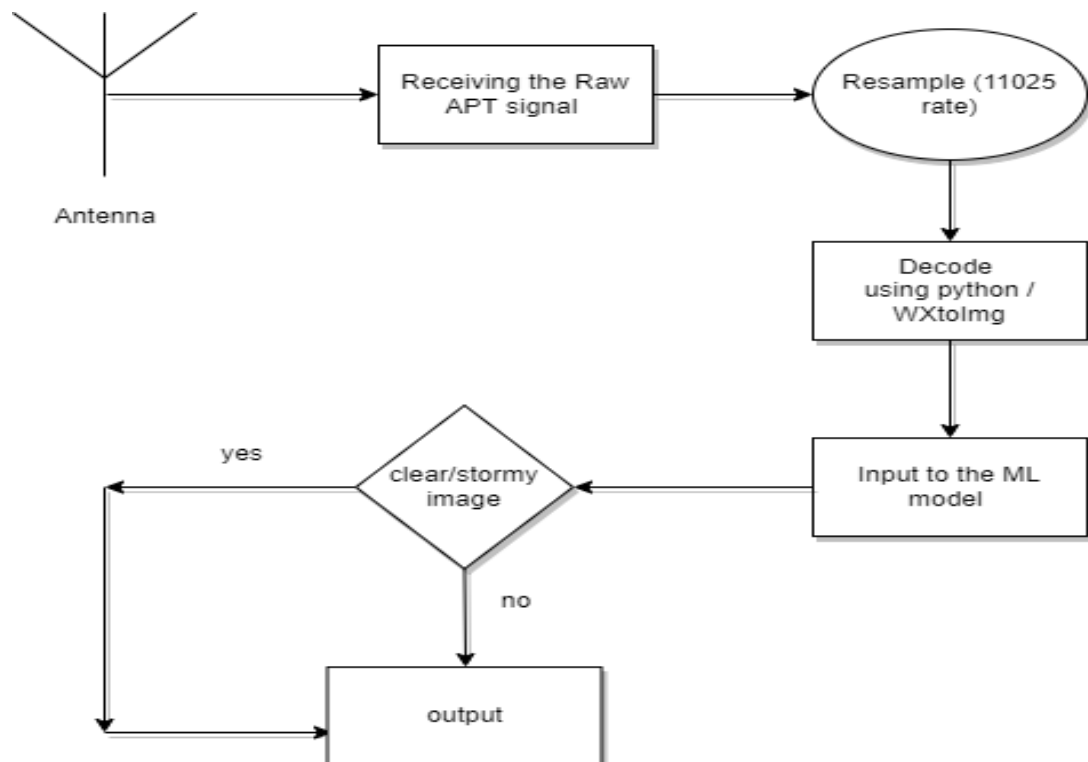 Receiving the Raw
APT signal
Resample (11025
rate)
Antenna
Decode
using python /
WXtoImg
yes
clear/stormy
image
Input to the ML
model
no
output